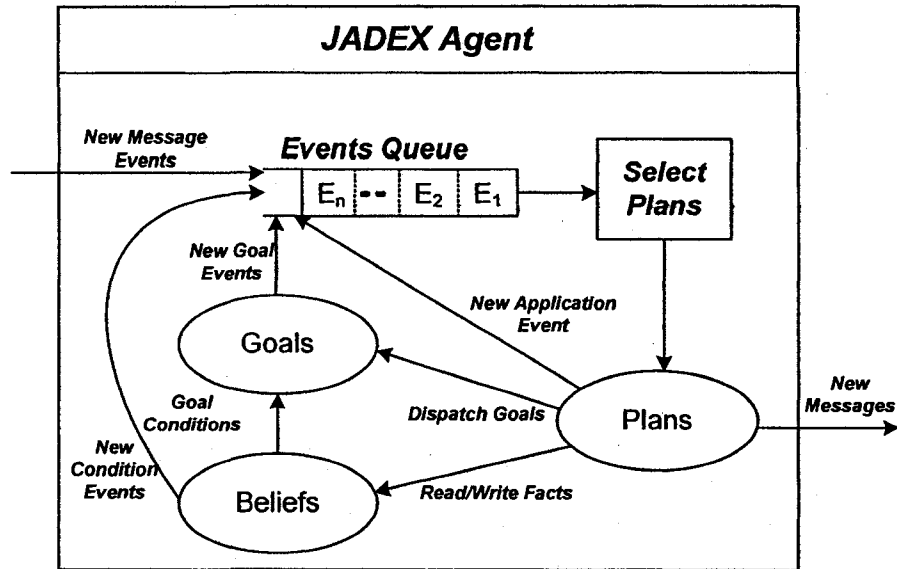 JADEX Agent
New Message
Events
Events Queue
En -- E2 E1
Select
Plans
New Goal
Events
New Application
Event
Goals
Goal
Conditions
Dispatch Goals
Plans
New
Messages
New
Condition
Events
Beliefs
Read/Write Facts